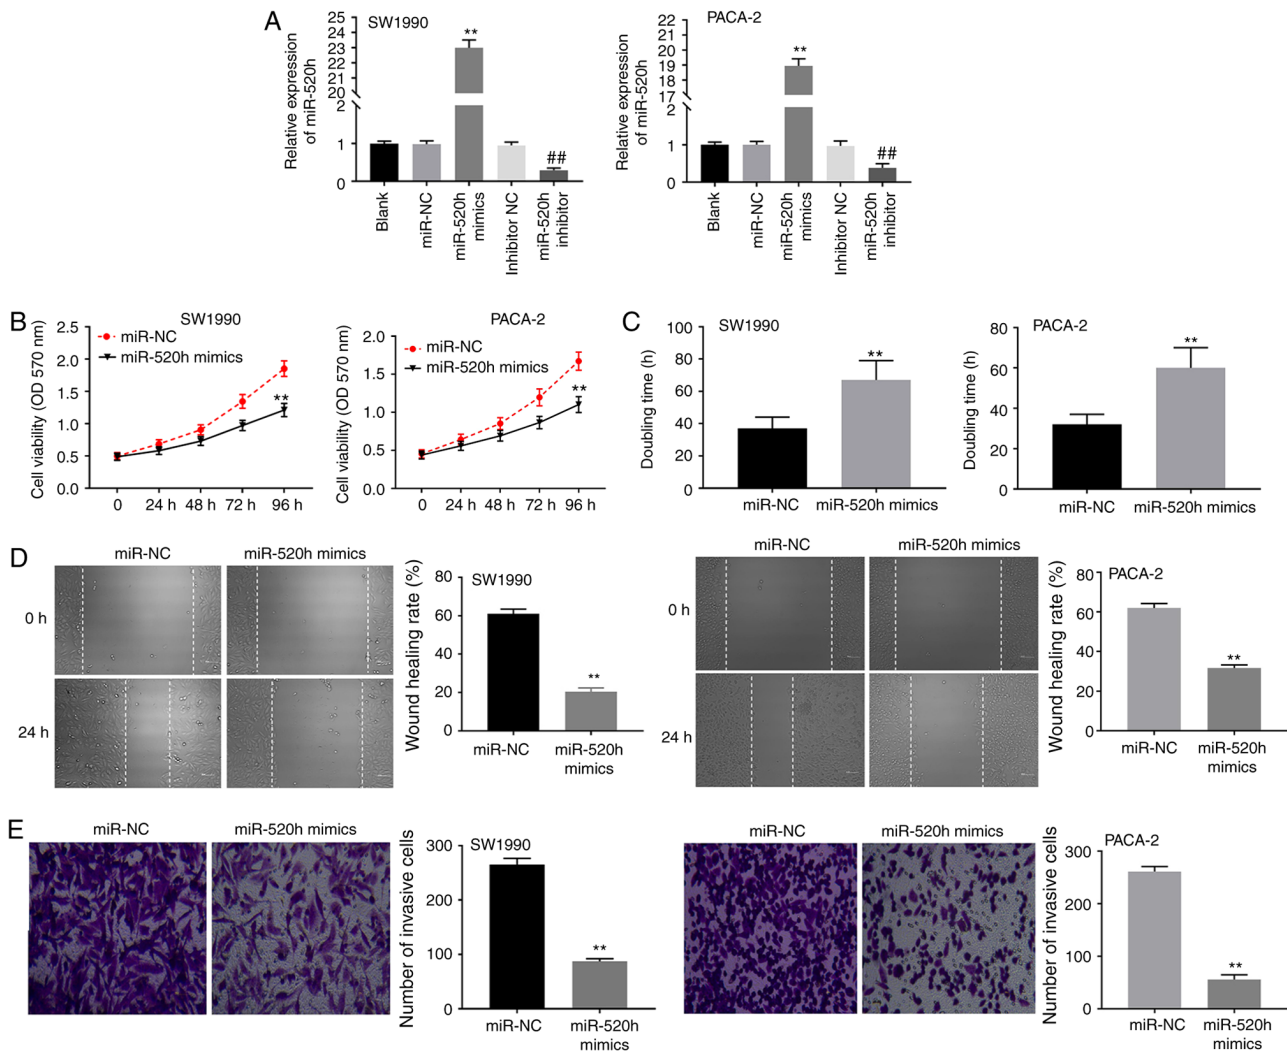 A
SW1990
Relative expression
of miR-520h
25
24
23
22
21
20
2
1
0
**
##
Blank
miR-NC
miR-520h
mimics
Inhibitor NC
miR-520h
inhibitor
PACA-2
Relative expression
of miR-520h
22
21
20
19
18
17
2
1
0
**
##
Blank
miR-NC
miR-520h
mimics
Inhibitor NC
miR-520h
inhibitor
B
SW1990
Cell viability (OD 570 nm)
2.5
2.0
1.5
1.0
0.5
0.0
miR-NC
miR-520h mimics
**
0 24 h 48 h 72 h 96 h
PACA-2
Cell viability (OD 570 nm)
2.0
1.5
1.0
0.5
0.0
miR-NC
miR-520h mimics
**
0 24 h 48 h 72 h 96 h
C
SW1990
Doubling time (h)
100
80
60
40
20
0
**
miR-NC miR-520h mimics
PACA-2
Doubling time (h)
80
60
40
20
0
**
miR-NC miR-520h mimics
D
miR-NC miR-520h mimics
0 h
24 h
SW1990
Wound healing rate (%)
80
60
40
20
0
**
miR-NC miR-520h
mimics
miR-NC miR-520h mimics
0 h
24 h
PACA-2
Wound healing rate (%)
80
60
40
20
0
**
miR-NC miR-520h
mimics
E
miR-NC miR-520h mimics
SW1990
Number of invasive cells
300
200
100
0
**
miR-NC miR-520h
mimics
miR-NC miR-520h mimics
PACA-2
Number of invasive cells
300
200
100
0
**
miR-NC miR-520h
mimics